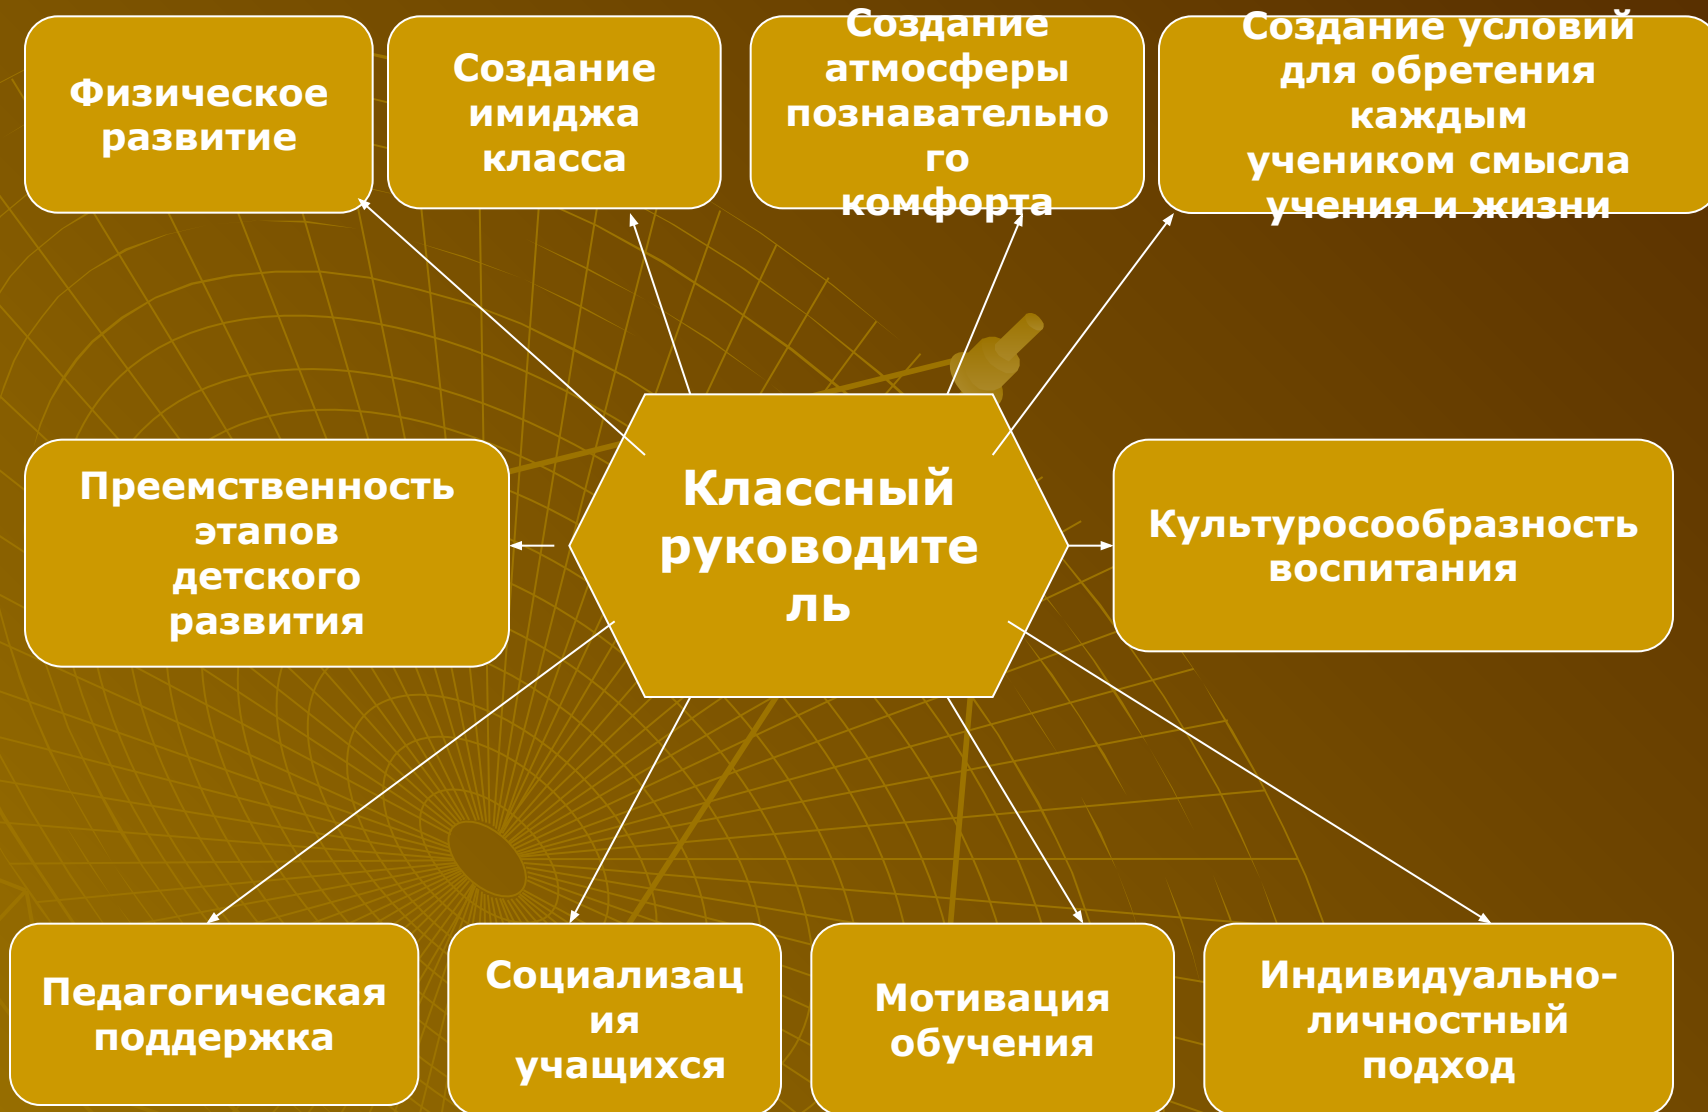 Физическое
развитие
Создание
имиджа
класса
Создание
атмосферы
познавательно
го
комфорта
Создание условий
для обретения
каждым
учеником смысла
учения и жизни
Преемственность
этапов
детского
развития
Классный
руководите
ль
Культуросообразность
воспитания
Педагогическая
поддержка
Социализац
ия
учащихся
Мотивация
обучения
Индивидуально-
личностный
подход